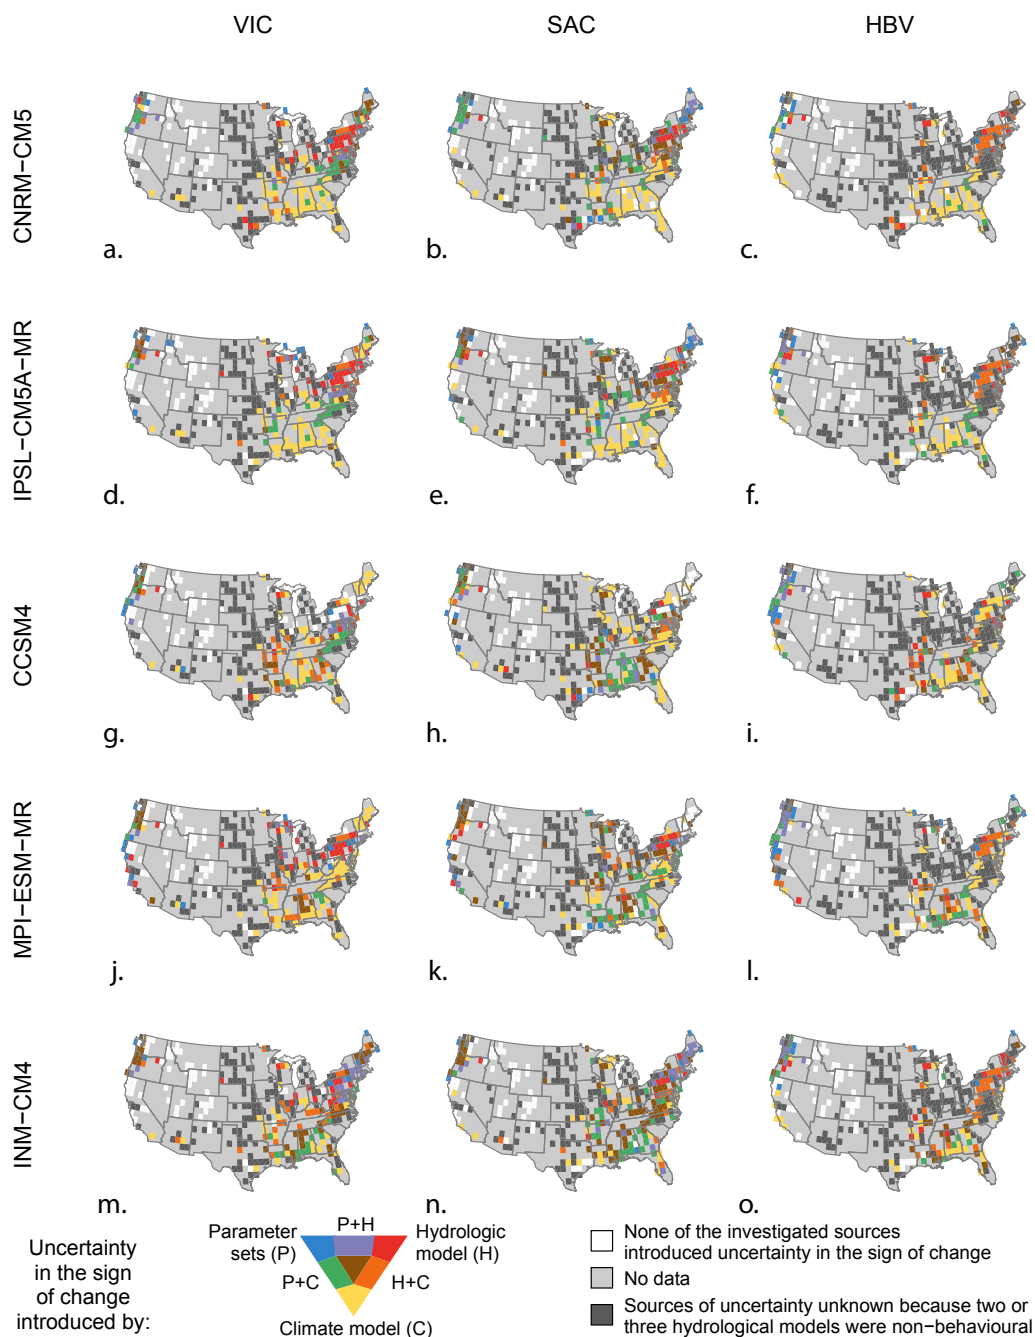 VIC
SAC
HBV
CNRM−CM5
a.
b.
c.
IPSL−CM5A−MR
d.
e.
f.
CCSM4
g.
h.
i.
MPI−ESM−MR
j.
k.
l.
INM−CM4
m.
n.
o.
Uncertainty
in the sign
of change
introduced by:
Parameter
sets (P)
P+H
Hydrologic
model (H)
P+C
H+C
Climate model (C)
None of the investigated sources
introduced uncertainty in the sign of change
No data
Sources of uncertainty unknown because two or
three hydrological models were non−behavioural